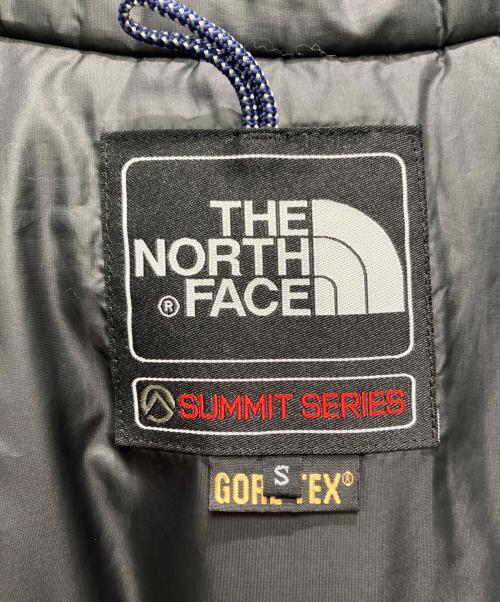 THE
NORTH
® FACE
SUMMIT SERIES
S
GORE-TEX®